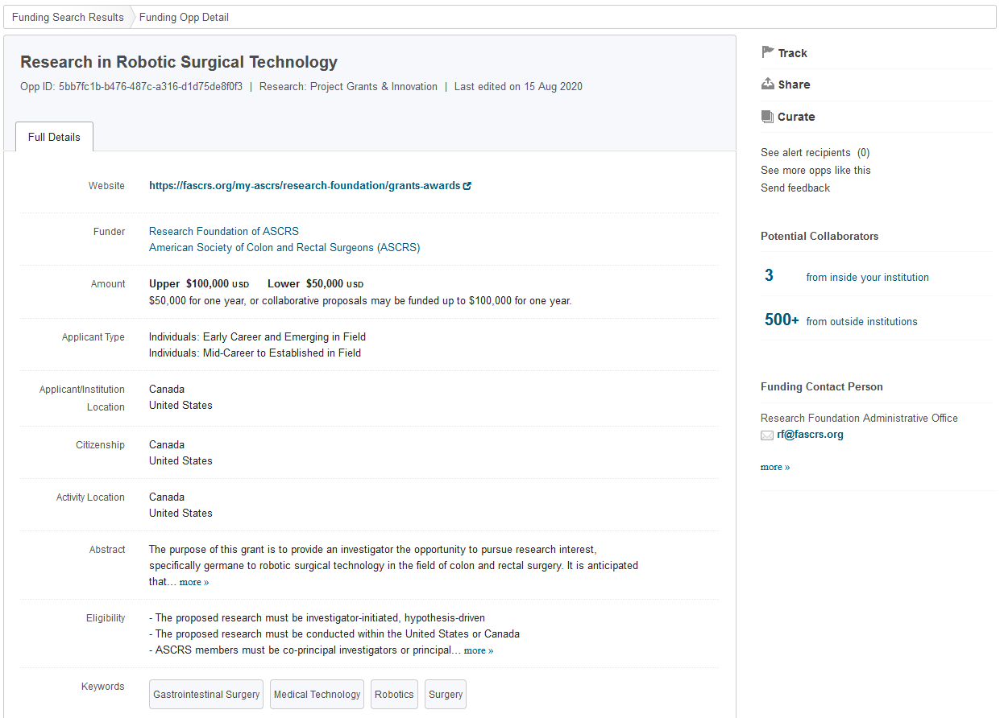 Funding Search Results
Funding Opp Detail
Research in Robotic Surgical Technology
Opp ID: 5bb7fc1b-b476-487c-a316-d1d75de8f0f3 | Research: Project Grants & Innovation | Last edited on 15 Aug 2020
Full Details
Website
https://fascrs.org/my-ascrs/research-foundation/grants-awards
Funder
Research Foundation of ASCRS
American Society of Colon and Rectal Surgeons (ASCRS)
Amount
Upper $100,000 USD Lower $50,000 USD
$50,000 for one year, or collaborative proposals may be funded up to $100,000 for one year.
Applicant Type
Individuals: Early Career and Emerging in Field
Individuals: Mid-Career to Established in Field
Applicant/Institution
Location
Canada
United States
Citizenship
Canada
United States
Activity Location
Canada
United States
Abstract
The purpose of this grant is to provide an investigator the opportunity to pursue research interest,
specifically germane to robotic surgical technology in the field of colon and rectal surgery. It is anticipated
that... more »
Eligibility
- The proposed research must be investigator-initiated, hypothesis-driven
- The proposed research must be conducted within the United States or Canada
- ASCRS members must be co-principal investigators or principal... more »
Keywords
Gastrointestinal Surgery
Medical Technology
Robotics
Surgery
Track
Share
Curate
See alert recipients (0)
See more opps like this
Send feedback
Potential Collaborators
3 from inside your institution
500+ from outside institutions
Funding Contact Person
Research Foundation Administrative Office
rf@fascrs.org
more »